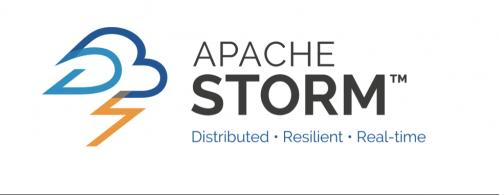 APACHE
STORM™
Distributed • Resilient • Real-time